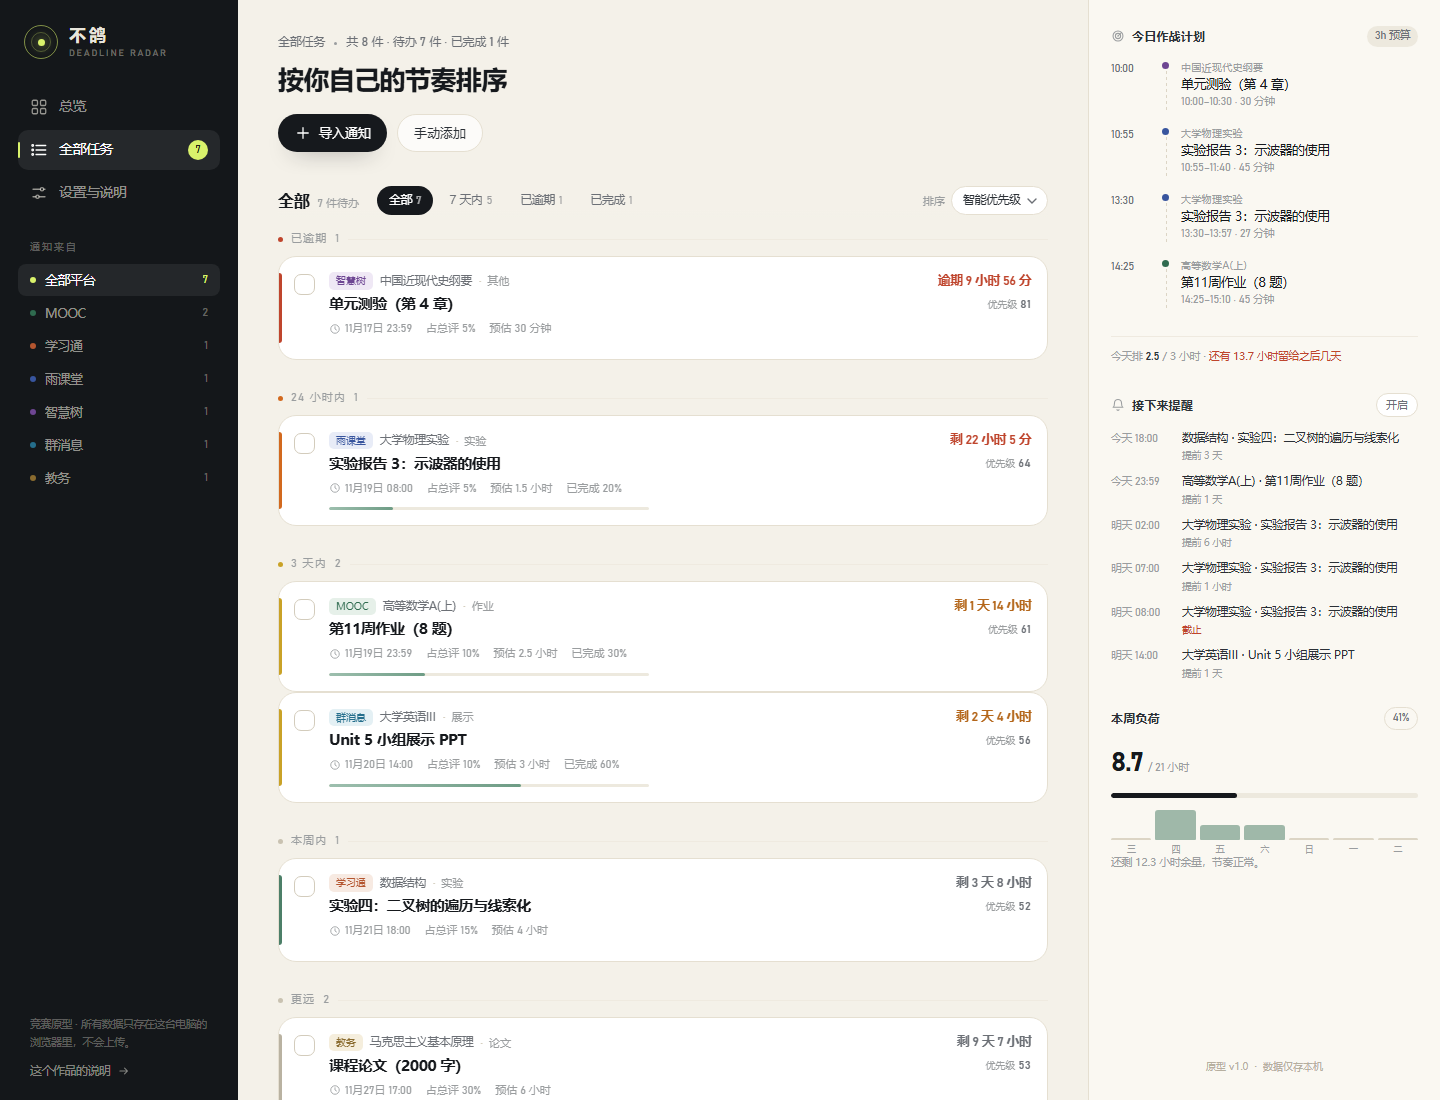 不鸽
DEADLINE RADAR
总览
全部任务 7
设置与说明
通知来自
全部平台 7
MOOC 2
学习通 1
雨课堂 1
智慧树 1
群消息 1
教务 1
竞赛原型 · 所有数据只存在这台电脑的
浏览器里，不会上传。
这个作品的说明 →
全部任务 • 共 8 件 · 待办 7 件 · 已完成 1 件
按你自己的节奏排序
导入通知 手动添加
全部 7 件待办 全部 7 7 天内 5 已逾期 1 已完成 1 排序 智能优先级
已逾期 1
智慧树 中国近现代史纲要 · 其他 逾期 9 小时 56 分
单元测验（第 4 章） 优先级 81
11月17日 23:59 占总评 5% 预估 30 分钟
24 小时内 1
雨课堂 大学物理实验 · 实验 剩 22 小时 5 分
实验报告 3：示波器的使用 优先级 64
11月19日 08:00 占总评 5% 预估 1.5 小时 已完成 20%
3 天内 2
MOOC 高等数学A(上) · 作业 剩 1 天 14 小时
第11周作业（8 题） 优先级 61
11月19日 23:59 占总评 10% 预估 2.5 小时 已完成 30%
群消息 大学英语III · 展示 剩 2 天 4 小时
Unit 5 小组展示 PPT 优先级 56
11月20日 14:00 占总评 10% 预估 3 小时 已完成 60%
本周内 1
学习通 数据结构 · 实验 剩 3 天 8 小时
实验四：二叉树的遍历与线索化 优先级 52
11月21日 18:00 占总评 15% 预估 4 小时
更远 2
教务 马克思主义基本原理 · 论文 剩 9 天 7 小时
课程论文（2000 字） 优先级 53
11月27日 17:00 占总评 30% 预估 6 小时
今日作战计划 3h 预算
10:00 中国近现代史纲要
单元测验（第 4 章）
10:00–10:30 · 30 分钟
10:55 大学物理实验
实验报告 3：示波器的使用
10:55–11:40 · 45 分钟
13:30 大学物理实验
实验报告 3：示波器的使用
13:30–13:57 · 27 分钟
14:25 高等数学A(上)
第11周作业（8 题）
14:25–15:10 · 45 分钟
今天排 2.5 / 3 小时 · 还有 13.7 小时留给之后几天
接下来提醒 开启
今天 18:00 数据结构 · 实验四：二叉树的遍历与线索化
提前 3 天
今天 23:59 高等数学A(上) · 第11周作业（8 题）
提前 1 天
明天 02:00 大学物理实验 · 实验报告 3：示波器的使用
提前 6 小时
明天 07:00 大学物理实验 · 实验报告 3：示波器的使用
提前 1 小时
明天 08:00 大学物理实验 · 实验报告 3：示波器的使用
截止
明天 14:00 大学英语III · Unit 5 小组展示 PPT
提前 1 天
本周负荷 41%
8.7 / 21 小时
三 四 五 六 日 一 二
还剩 12.3 小时余量，节奏正常。
原型 v1.0 · 数据仅存本机